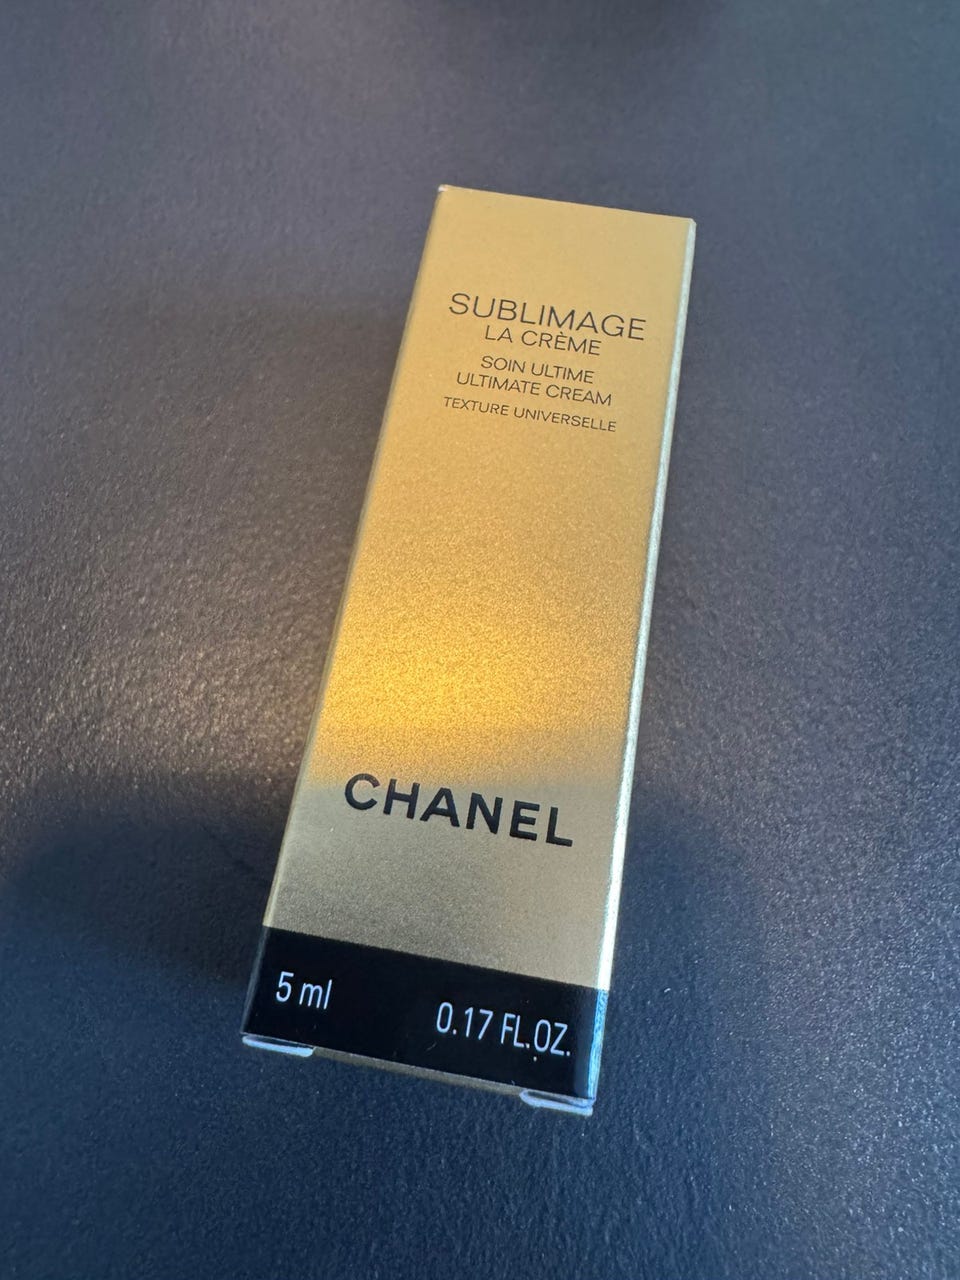 SUBLIMAGE
LA CRÈME
SOIN ULTIME
ULTIMATE CREAM
TEXTURE UNIVERSELLE
CHANEL
5 ml 0.17 FL.OZ.